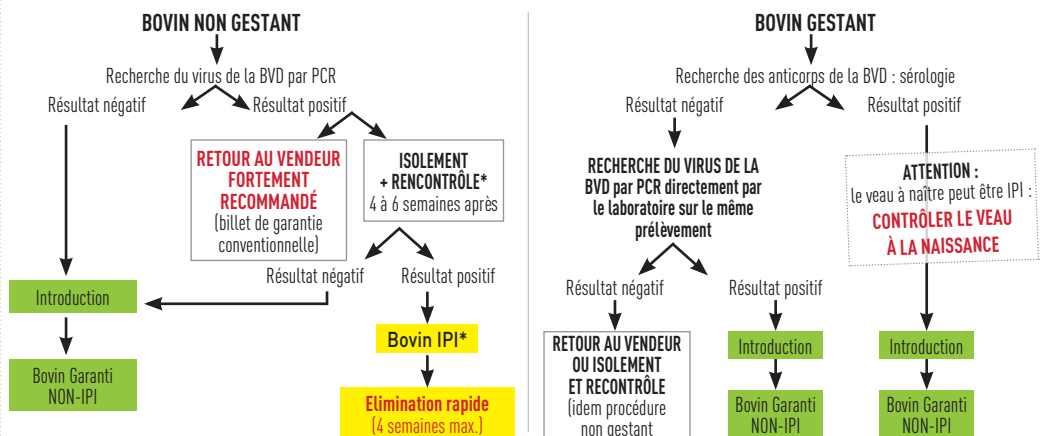 BOVIN NON GESTANT
Recherche du virus de la BVD par PCR
Résultat négatif
Résultat positif
RETOUR AU VENDEUR
FORTEMENT
RECOMMANDÉ
(billet de garantie
conventionnelle)
ISOLEMENT
+ RENCONTRÔLE*
4 à 6 semaines après
Résultat négatif
Résultat positif
Introduction
Bovin IPI*
Bovin Garanti
NON-IPI
Elimination rapide
(4 semaines max.)
BOVIN GESTANT
Recherche des anticorps de la BVD : sérologie
Résultat négatif
Résultat positif
RECHERCHE DU VIRUS DE LA
BVD par PCR directement par
le laboratoire sur le même
prélèvement
ATTENTION :
le veau à naître peut être IPI :
CONTRÔLER LE VEAU
À LA NAISSANCE
Résultat négatif
Résultat positif
RETOUR AU VENDEUR
OU ISOLEMENT
ET RECONTRÔLE
(idem procédure
non gestant
Introduction
Bovin Garanti
NON-IPI
Introduction
Bovin Garanti
NON-IPI